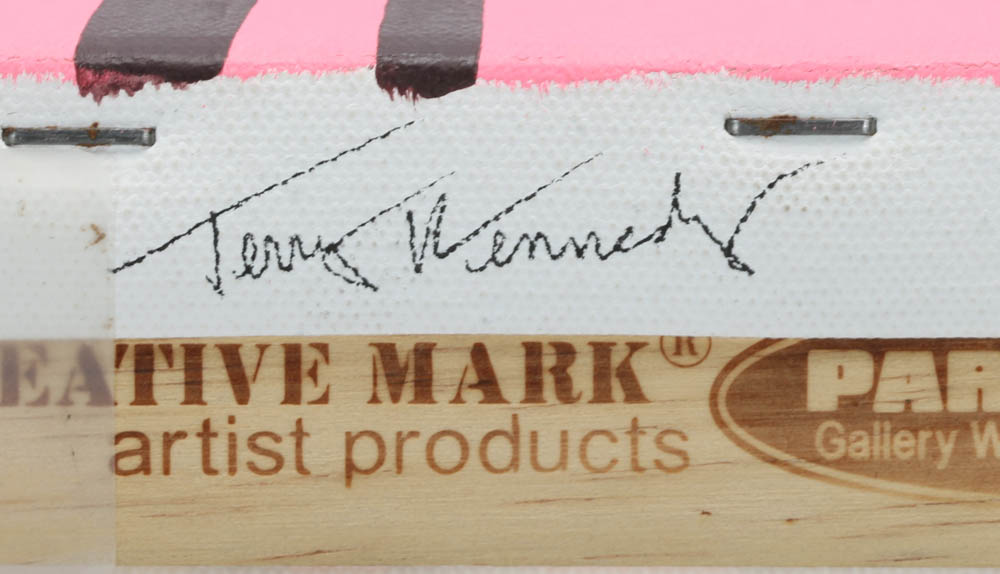 Terry Kennedy
EATIVE MARK®
artist products
PAR
Gallery W